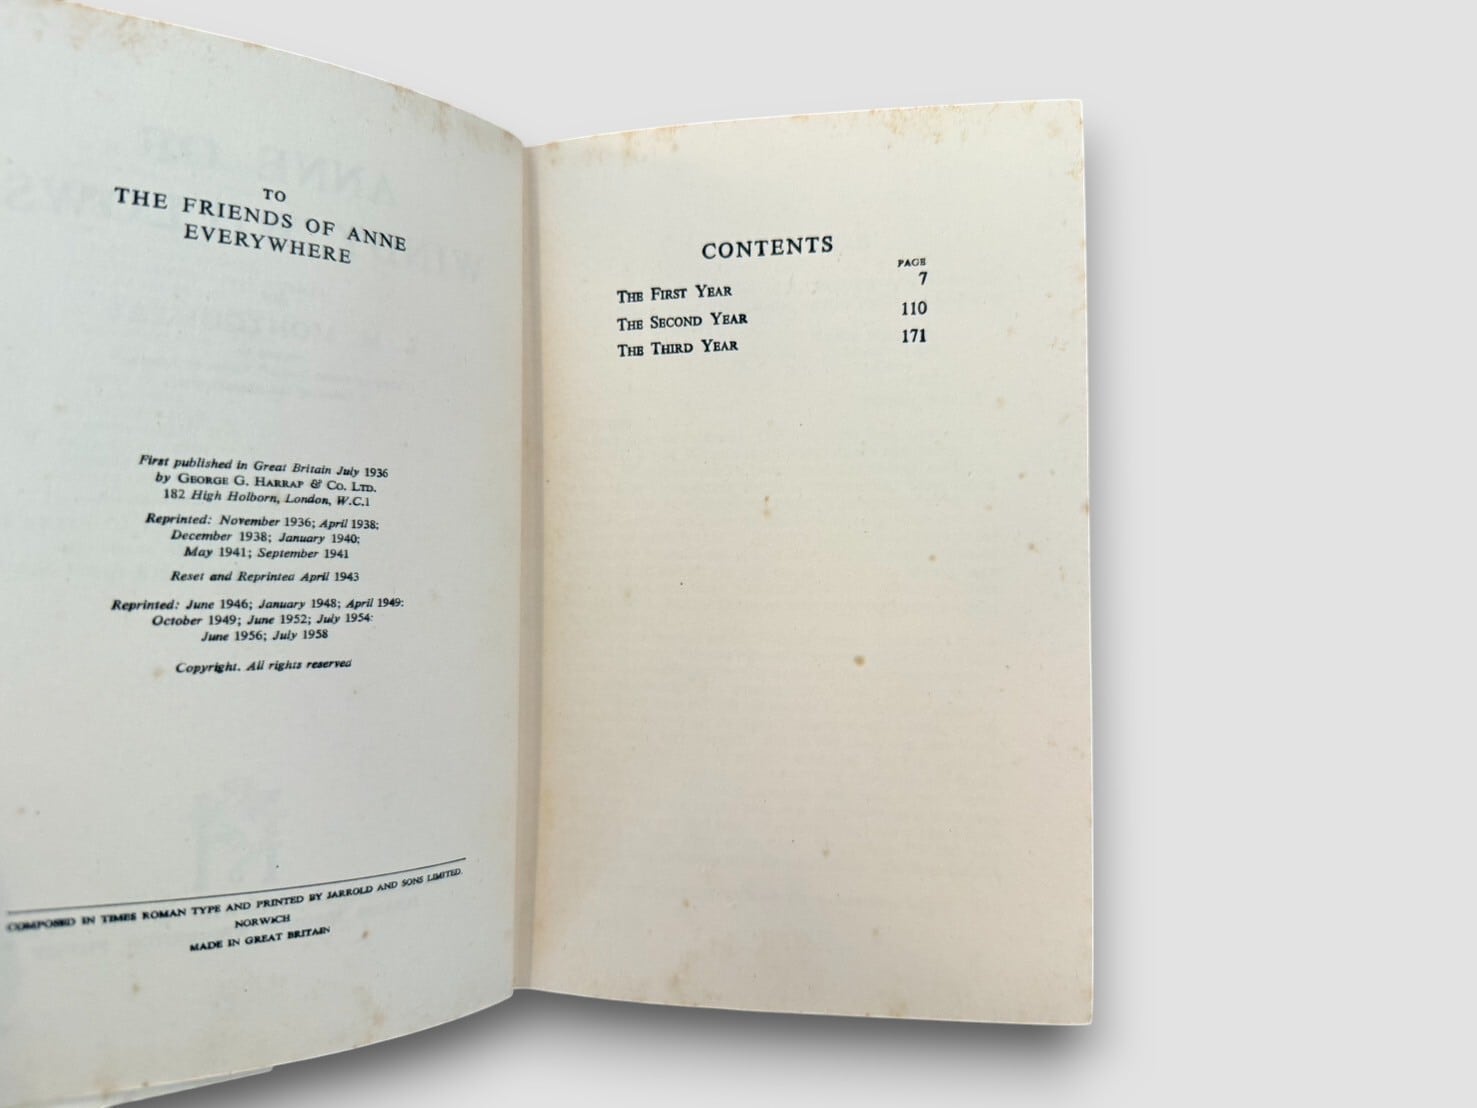 TO
THE FRIENDS OF ANNE
EVERYWHERE
First published in Great Britain July 1936
by GEORGE G. HARRAP & CO. LTD.
182 High Holborn, London, W.C.1
Reprinted: November 1936; April 1938;
December 1938; January 1940;
May 1941; September 1941
Reset and Reprinted April 1943
Reprinted: June 1946; January 1948; April 1949;
October 1949; June 1952; July 1954;
June 1956; July 1958
Copyright. All rights reserved
COMPOSED IN TIMES ROMAN TYPE AND PRINTED BY JARROLD AND SONS LIMITED,
NORWICH
MADE IN GREAT BRITAIN
CONTENTS
PAGE
THE FIRST YEAR 7
THE SECOND YEAR 110
THE THIRD YEAR 171